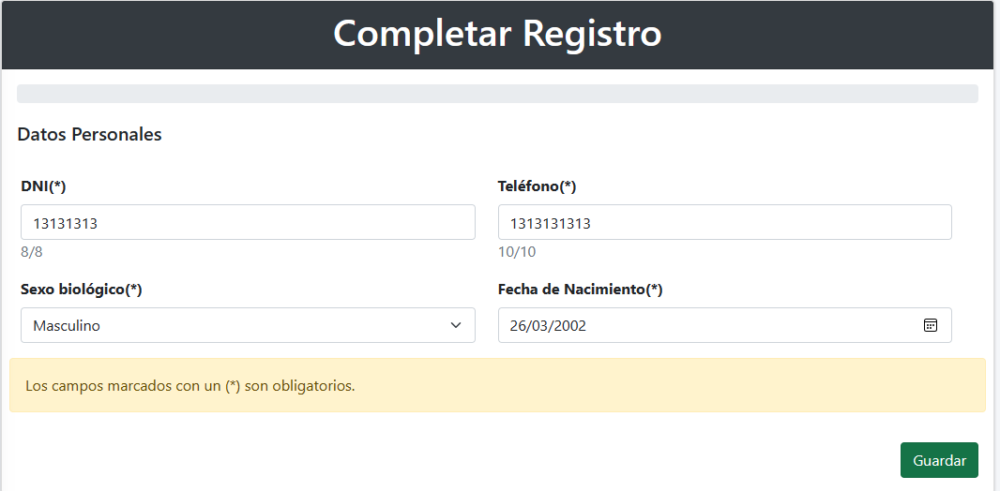 Completar Registro
Datos Personales
DNI(*)
Teléfono(*)
13131313
1313131313
8/8
10/10
Sexo biológico(*)
Fecha de Nacimiento(*)
Masculino
26/03/2002
Los campos marcados con un (*) son obligatorios.
Guardar